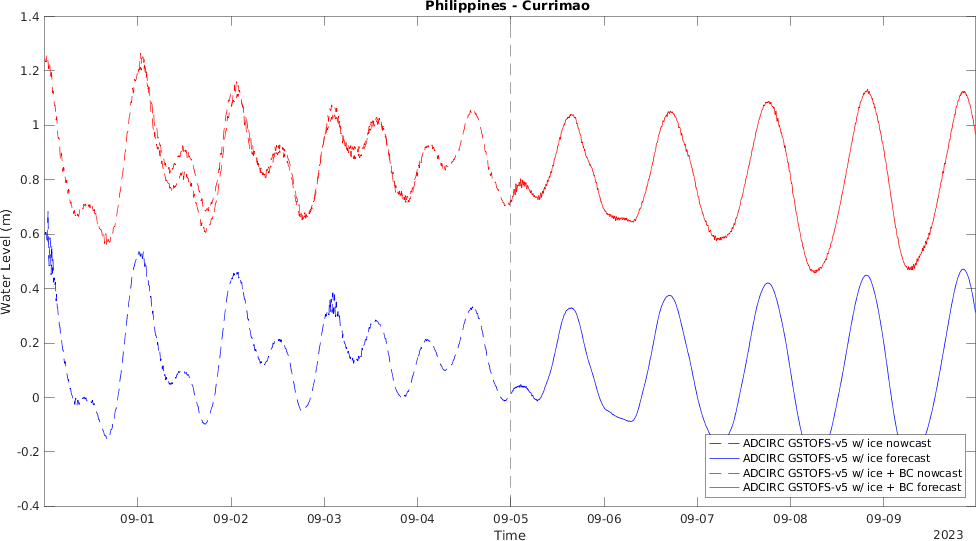 Philippines - Currimao
1.4
1.2
1
0.8
0.6
0.4
0.2
0
-0.2
-0.4
Water Level (m)
ADCIRC GSTOFS-v5 w/ ice nowcast
ADCIRC GSTOFS-v5 w/ ice forecast
ADCIRC GSTOFS-v5 w/ ice + BC nowcast
ADCIRC GSTOFS-v5 w/ ice + BC forecast
09-01 09-02 09-03 09-04 09-05 09-06 09-07 09-08 09-09
Time
2023